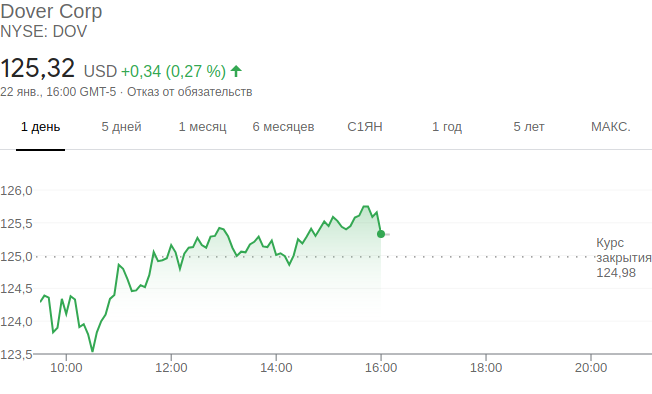 Dover Corp
NYSE: DOV
125,32 USD +0,34 (0,27 %)
22 янв., 16:00 GMT-5 · Отказ от обязательств
1 день 5 дней 1 месяц 6 месяцев С1ЯН 1 год 5 лет МАКС.
126,0
125,5
125,0
124,5
124,0
123,5
Курс
закрытия
124,98
10:00 12:00 14:00 16:00 18:00 20:00